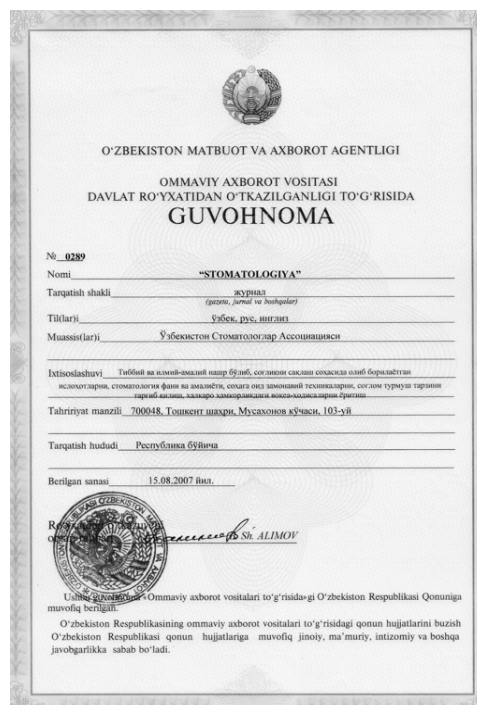 O‘ZBEKISTON MATBUOT VA AXBOROT AGENTLIGI
OMMAVIY AXBOROT VOSITASI
DAVLAT RO‘YXATIDAN O‘TKAZILGANLIGI TO‘G‘RISIDA
GUVOHNOMA
№ 0289
Nomi “STOMATOLOGIYA”
Tarqatish shakli журнал
(gazeta, jurnal va boshqalar)
Til(lar)i ўзбек, рус, инглиз
Muassis(lar)i Ўзбекистон Стоматологлар Ассоциацияси
Ixtisoslashuvi Тиббий ва илмий-амалий нашр бўлиб, соғлиқни сақлаш соҳасида олиб борилаётган
ислоҳотларни, стоматология фани ва амалиёти, соҳага оид замонавий техникаларни, соғлом турмуш тарзини
тарғиб қилиш, халқаро ҳамкорликдаги воқеа-ҳодисаларни ёритиш
Tahririyat manzili 700048, Тошкент шаҳри, Мусахонов кўчаси, 103-уй
Tarqatish hududi Республика бўйича
Berilgan sanasi 15.08.2007 йил.
Sh. ALIMOV
Ushbu guvohnoma «Ommaviy axborot vositalari to‘g‘risida»gi O‘zbekiston Respublikasi Qonuniga
muvofiq berilgan.
O‘zbekiston Respublikasining ommaviy axborot vositalari to‘g‘risidagi qonun hujjatlarini buzish
O‘zbekiston Respublikasi qonun hujjatlariga muvofiq jinoiy, ma’muriy, intizomiy va boshqa
javobgarlikka sabab bo‘ladi.